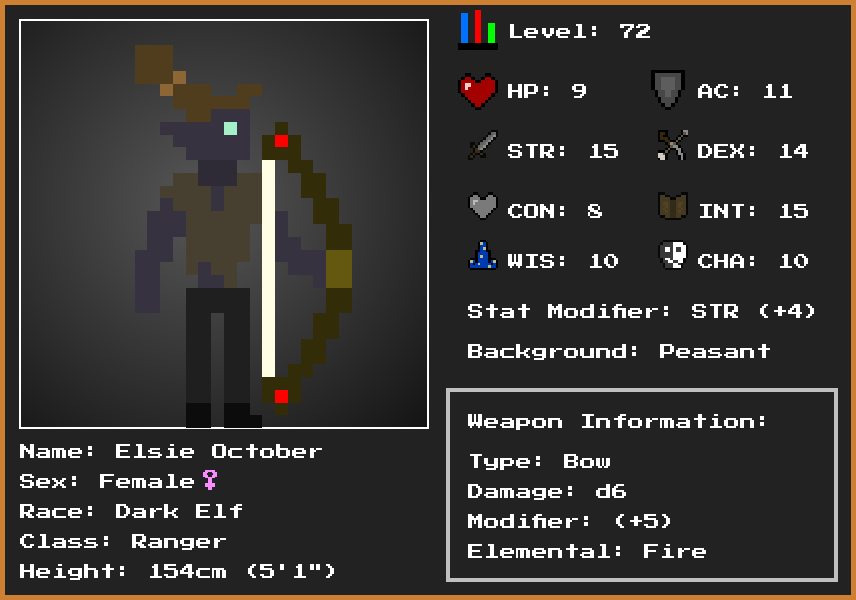 Level: 72
HP: 9 AC: 11
STR: 15 DEX: 14
CON: 8 INT: 15
WIS: 10 CHA: 10
Stat Modifier: STR (+4)
Background: Peasant
Weapon Information:
Type: Bow
Damage: d6
Modifier: (+5)
Elemental: Fire
Name: Elsie October
Sex: Female♀
Race: Dark Elf
Class: Ranger
Height: 154cm (5'1")